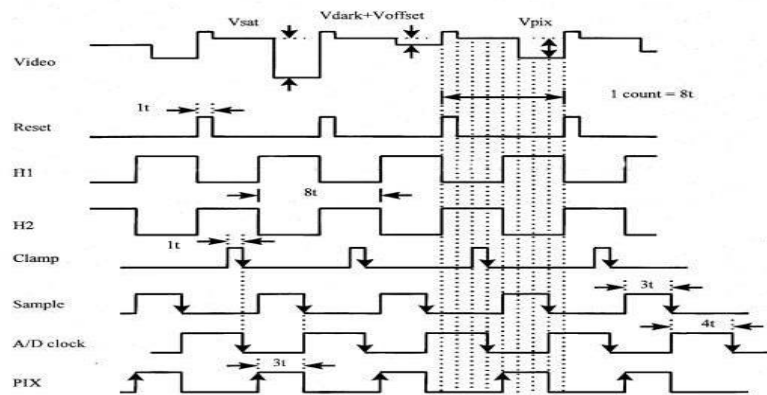 Vsat Vdark+Voffset Vpix
Video
1t 1 count = 8t
Reset
H1
8t
H2
1t
Clamp
3t
Sample
4t
A/D clock
3t
PIX